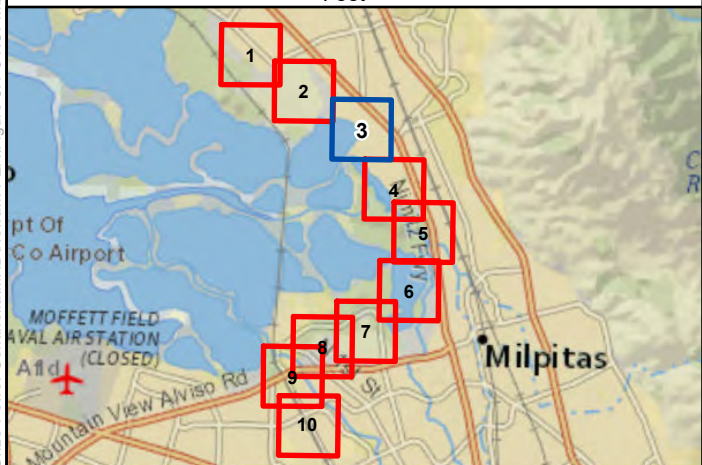 1
2
3
4
5
6
7
8
9
10
pt Of
Co Airport
MOFFETT FIELD
AVAL AIR STATION
(CLOSED)
Afld
Mountain View Alviso Rd
Milpitas
C
R